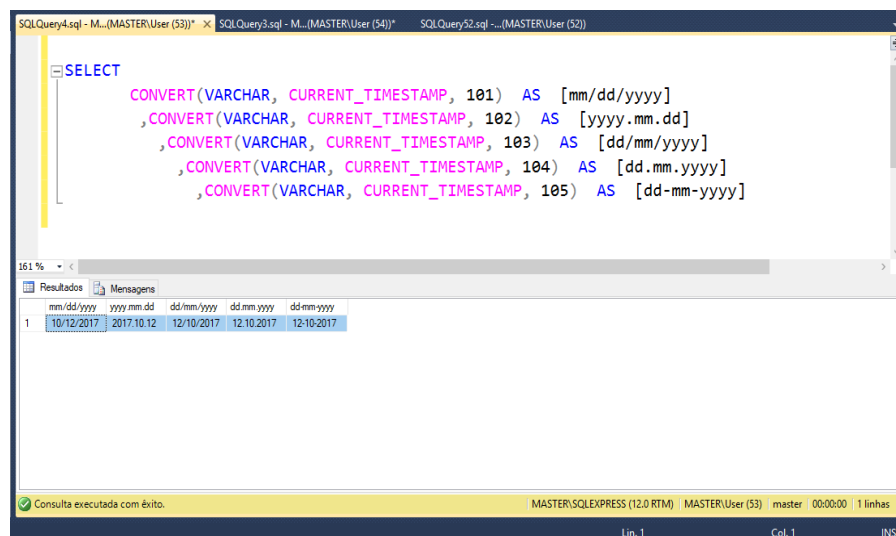 SQLQuery4.sql - M...(MASTER\User (53))* × SQLQuery3.sql - M...(MASTER\User (54))* SQLQuery52.sql -...(MASTER\User (52))
SELECT
CONVERT(VARCHAR, CURRENT_TIMESTAMP, 101) AS [mm/dd/yyyy]
,CONVERT(VARCHAR, CURRENT_TIMESTAMP, 102) AS [yyyy.mm.dd]
,CONVERT(VARCHAR, CURRENT_TIMESTAMP, 103) AS [dd/mm/yyyy]
,CONVERT(VARCHAR, CURRENT_TIMESTAMP, 104) AS [dd.mm.yyyy]
,CONVERT(VARCHAR, CURRENT_TIMESTAMP, 105) AS [dd-mm-yyyy]
161 %
Resultados Mensagens
mm/dd/yyyy yyyy.mm.dd dd/mm/yyyy dd.mm.yyyy dd-mm-yyyy
1 10/12/2017 2017.10.12 12/10/2017 12.10.2017 12-10-2017
Consulta executada com êxito. MASTER\SQLEXPRESS (12.0 RTM) MASTER\User (53) master 00:00:00 1 linhas
Lin. 1 Col. 1 INS